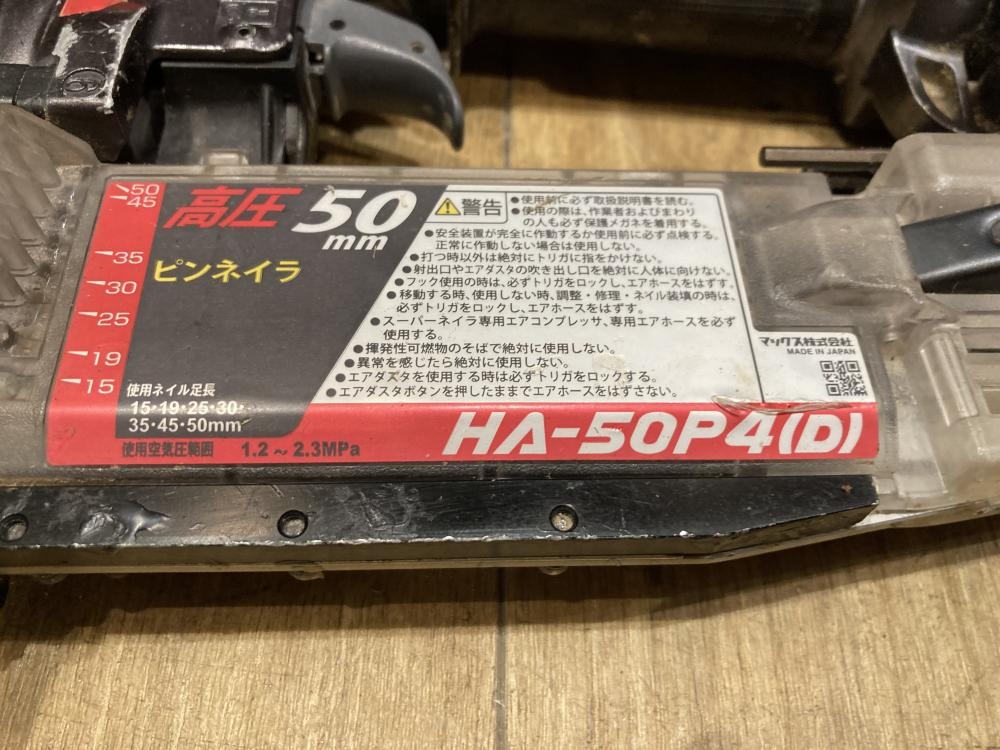 50
45
35
30
25
19
15
高圧 50
mm
ピンネイラ
使用ネイル足長
15・19・25・30・
35・45・50mm
使用空気圧範囲 1.2～2.3MPa
警告
●使用前に必ず取扱説明書を読む。
●使用の際は、作業者およびまわり
の人も必ず保護メガネを着用する。
●安全装置が完全に作動するか使用前に必ず点検する。
正常に作動しない場合は使用しない。
●打つ時以外は絶対にトリガに指をかけない。
●射出口やエアダスタの吹き出し口を絶対に人体に向けない。
●フック使用の時は、必ずトリガをロックし、エアホースをはずす。
●移動する時、使用しない時、調整・修理・ネイル装填の時は、
必ずトリガをロックし、エアホースをはずす。
●スーパーネイラ専用エアコンプレッサ、専用エアホースを必ず
使用する。
●揮発性可燃物のそばで絶対に使用しない。
●異常を感じたら絶対に使用しない。
●エアダスタを使用する時は必ずトリガをロックする。
●エアダスタボタンを押したままでエアホースをはずさない。
マックス株式会社
MADE IN JAPAN
HA-50P4(D)